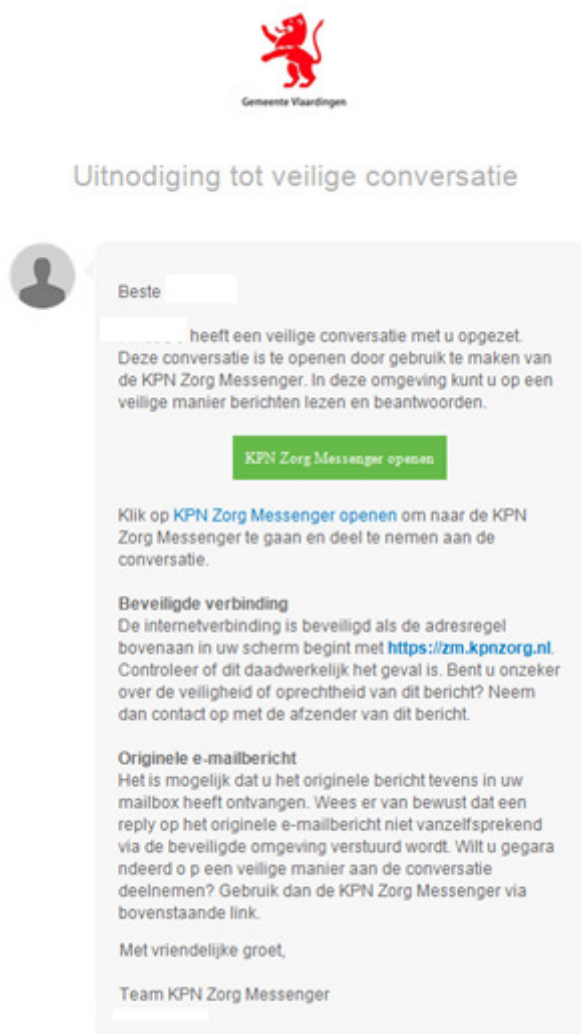 Gemeente Vlaardingen
Uitnodiging tot veilige conversatie
Beste
heeft een veilige conversatie met u opgezet.
Deze conversatie is te openen door gebruik te maken van
de KPN Zorg Messenger. In deze omgeving kunt u op een
veilige manier berichten lezen en beantwoorden.
KPN Zorg Messenger openen
Klik op KPN Zorg Messenger openen om naar de KPN
Zorg Messenger te gaan en deel te nemen aan de
conversatie.
Beveiligde verbinding
De internetverbinding is beveiligd als de adresregel
bovenaan in uw scherm begint met https://zm.kpnzorg.nl.
Controleer of dit daadwerkelijk het geval is. Bent u onzeker
over de veiligheid of oprechtheid van dit bericht? Neem
dan contact op met de afzender van dit bericht.
Originele e-mailbericht
Het is mogelijk dat u het originele bericht tevens in uw
mailbox heeft ontvangen. Wees er van bewust dat een
reply op het originele e-mailbericht niet vanzelfsprekend
via de beveiligde omgeving verstuurd wordt. Wilt u gegara
ndeerd o p een veilige manier aan de conversatie
deelnemen? Gebruik dan de KPN Zorg Messenger via
bovenstaande link.
Met vriendelijke groet,
Team KPN Zorg Messenger